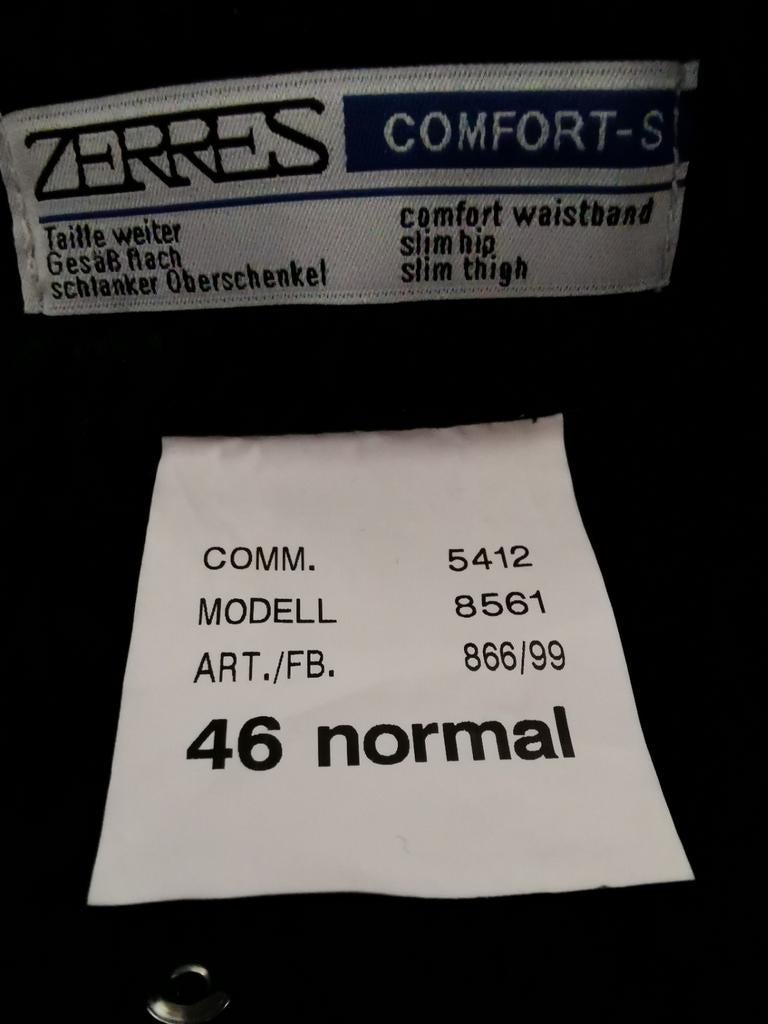 ZERRES COMFORT-S
Taille weiter
Gesäß flach
schlanker Oberschenkel
comfort waistband
slim hip
slim thigh
COMM. 5412
MODELL 8561
ART./FB. 866/99
46 normal